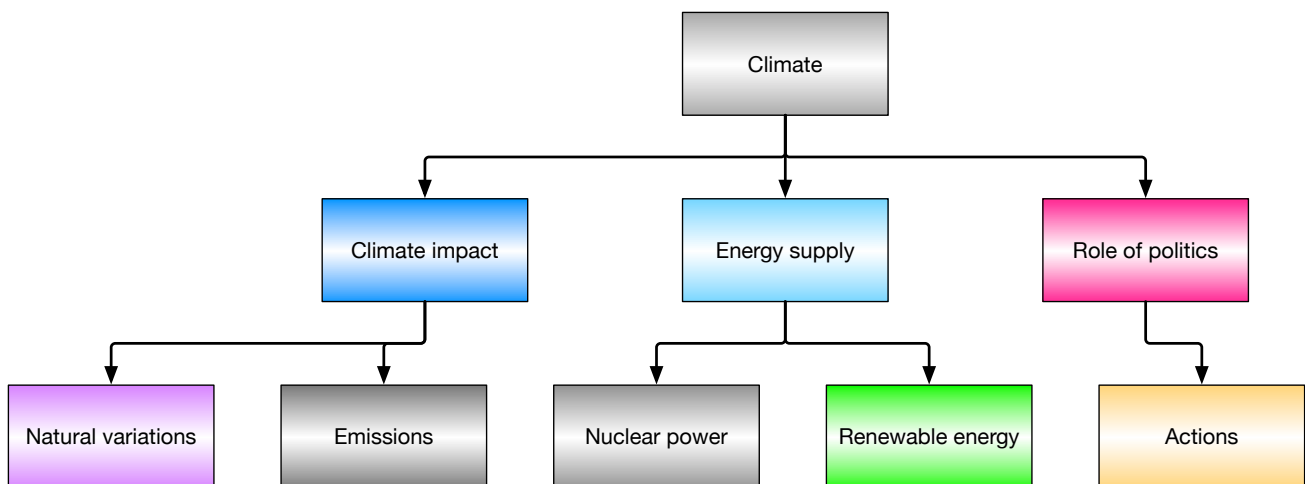 Climate
Climate impact
Energy supply
Role of politics
Natural variations
Emissions
Nuclear power
Renewable energy
Actions